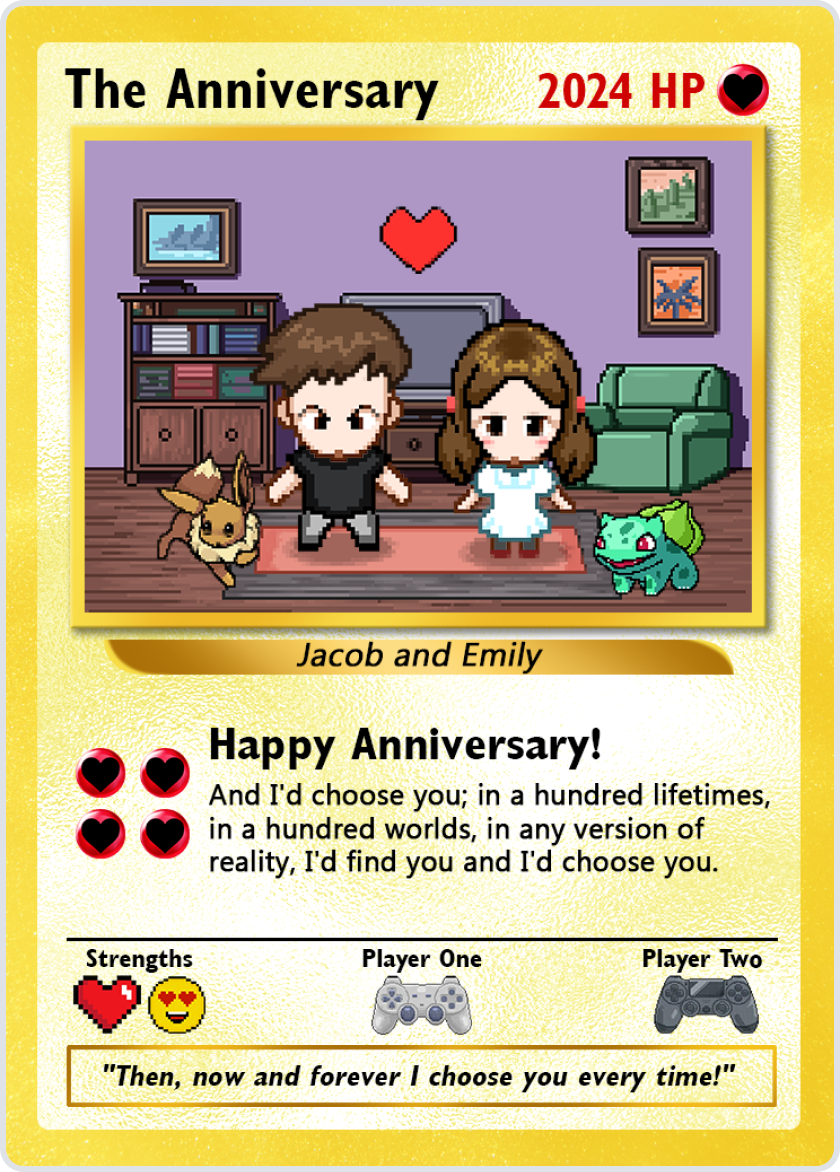 The Anniversary
2024 HP
Jacob and Emily
Happy Anniversary!
And I'd choose you; in a hundred lifetimes,
in a hundred worlds, in any version of
reality, I'd find you and I'd choose you.
Strengths
Player One
Player Two
"Then, now and forever I choose you every time!"